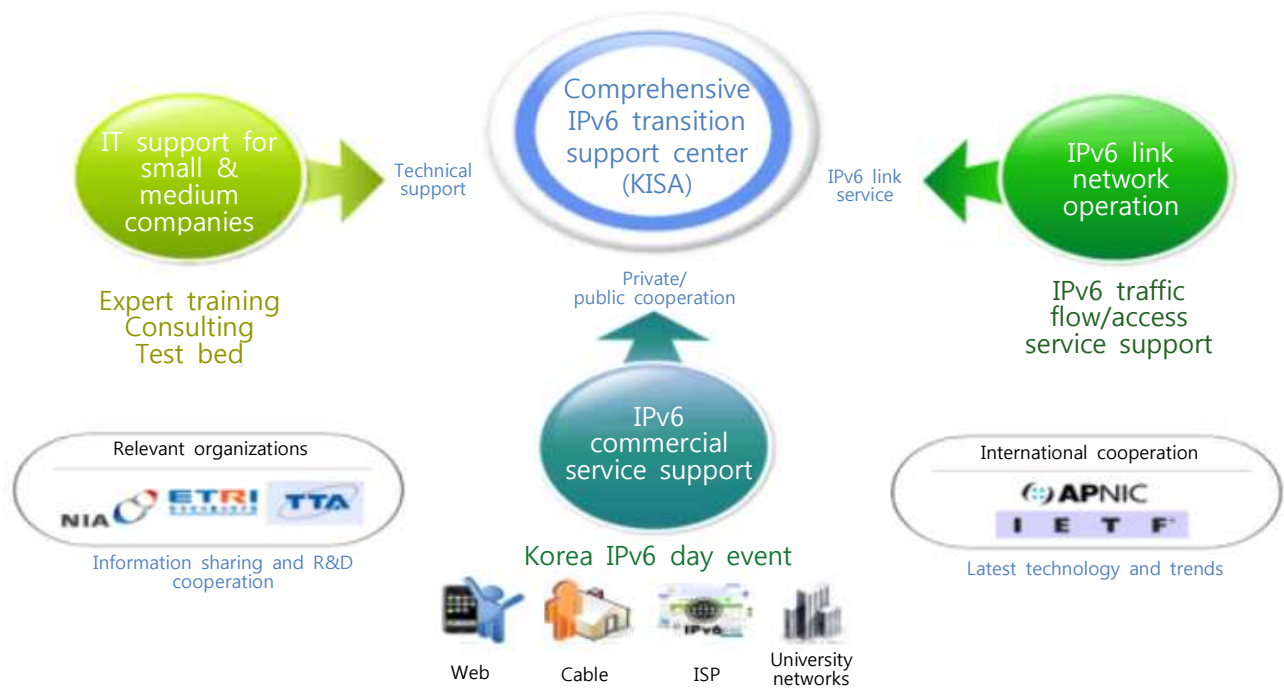 Comprehensive
IPv6 transition
support center
(KISA)
IT support for
small &
medium
companies
Technical
support
IPv6 link
service
IPv6 link
network
operation
Expert training
Consulting
Test bed
Private/
public cooperation
IPv6 traffic
flow/access
service support
IPv6
commercial
service support
Relevant organizations
NIA ETRI TTA
Information sharing and R&D
cooperation
International cooperation
APNIC
I E T F
Latest technology and trends
Korea IPv6 day event
IPv6
Web
Cable
ISP
University
networks